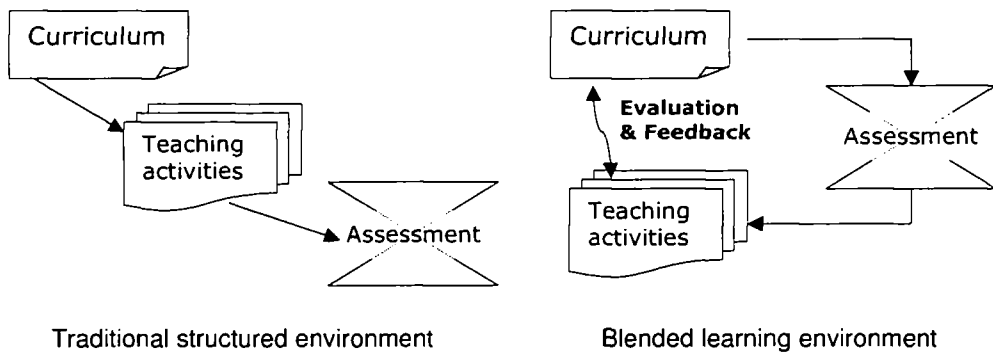 Curriculum
Teaching
activities
Assessment
Traditional structured environment
Curriculum
Evaluation
& Feedback
Assessment
Teaching
activities
Blended learning environment